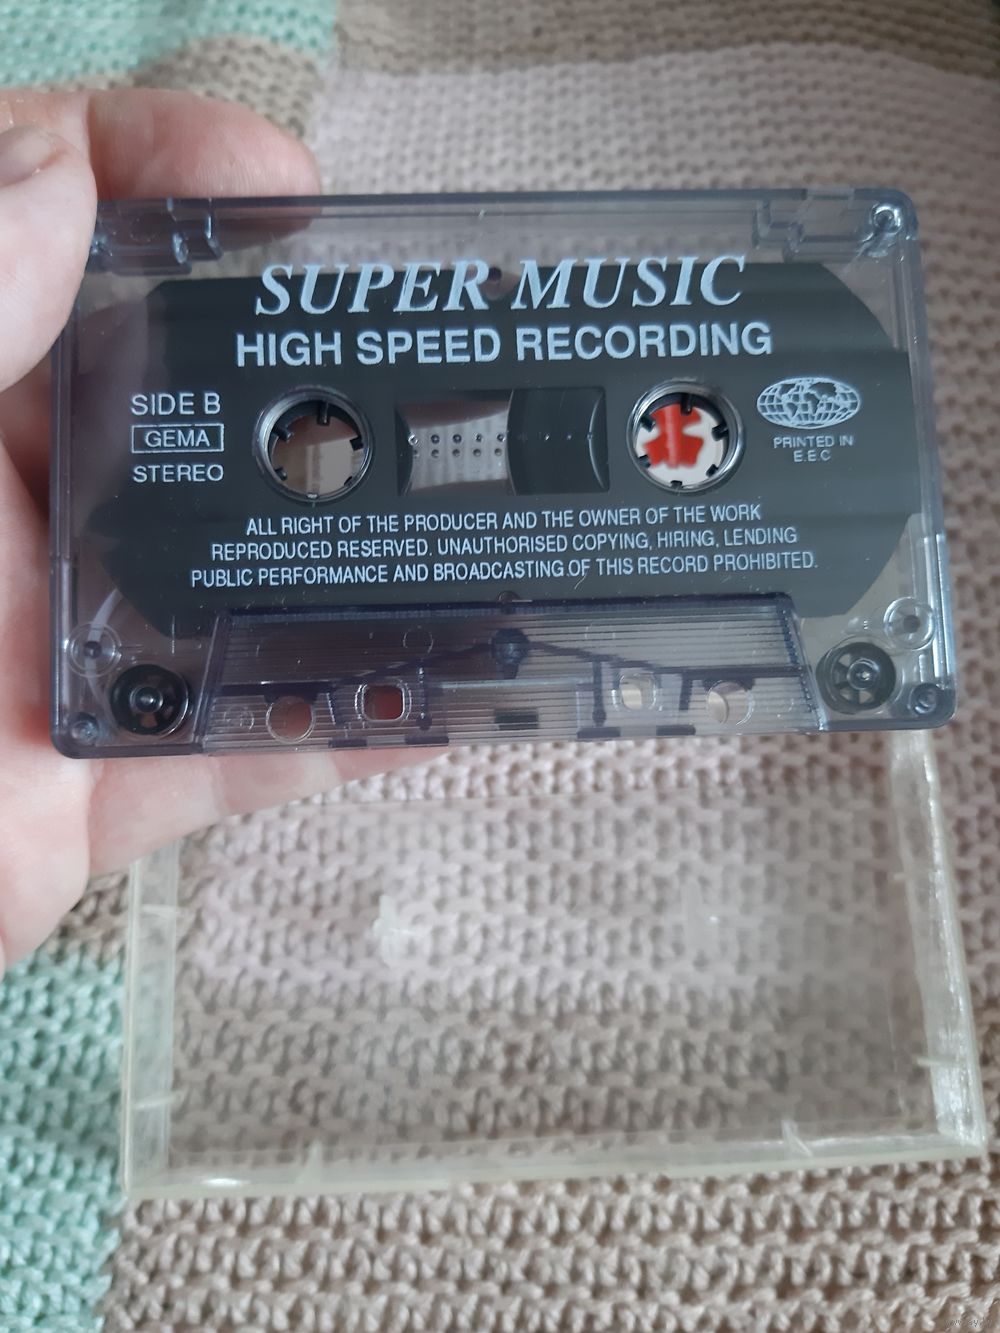 SUPER MUSIC
HIGH SPEED RECORDING
SIDE B
GEMA
STEREO
PRINTED IN
E.E.C
ALL RIGHT OF THE PRODUCER AND THE OWNER OF THE WORK
REPRODUCED RESERVED. UNAUTHORISED COPYING, HIRING, LENDING
PUBLIC PERFORMANCE AND BROADCASTING OF THIS RECORD PROHIBITED.